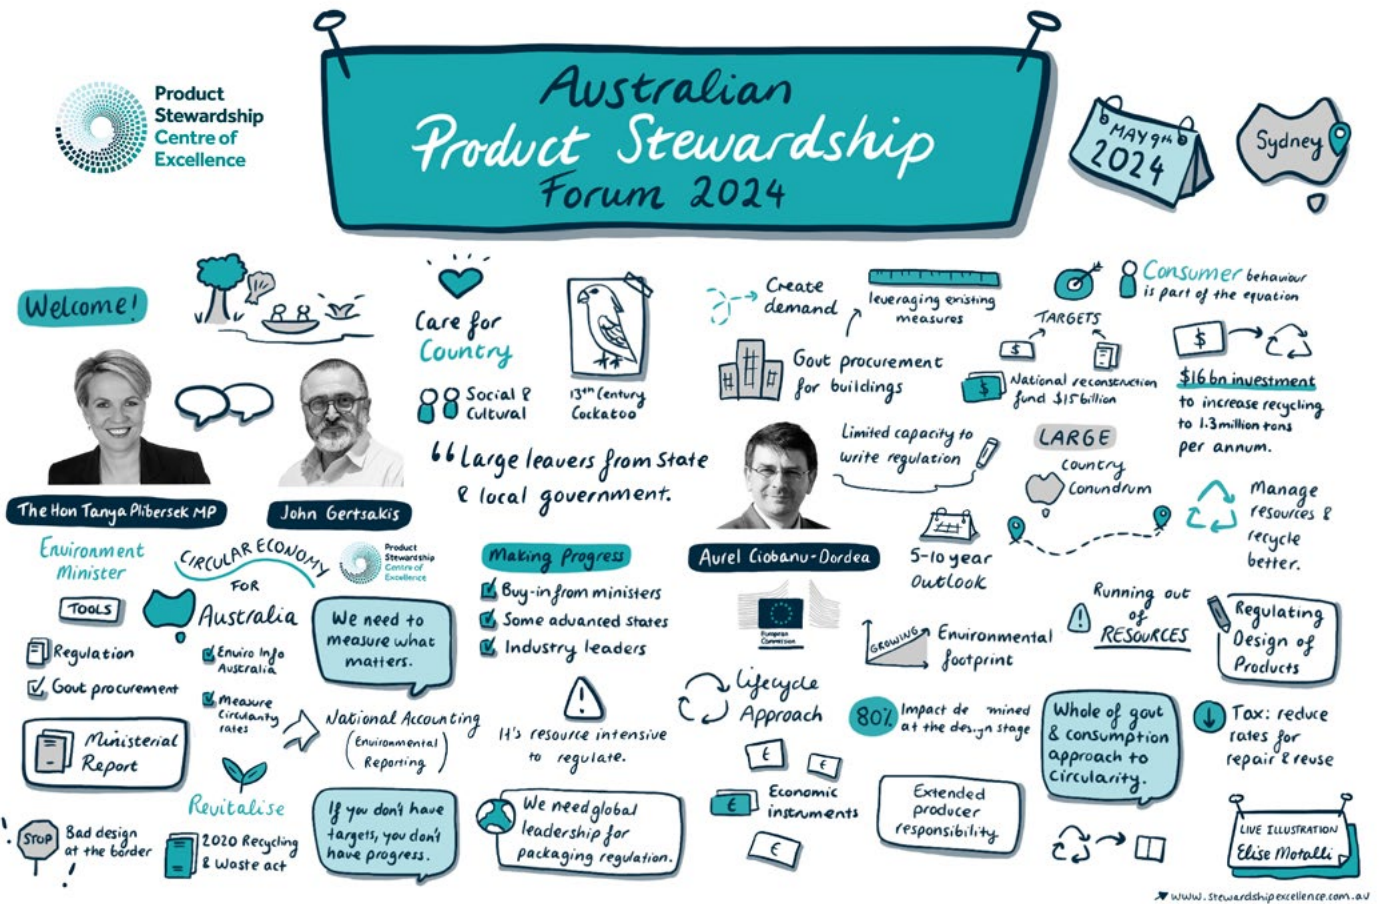 Product
Stewardship
Centre of
Excellence
Australian
Product Stewardship
Forum 2024
MAY 9th
2024
Sydney
Welcome!
The Hon Tanya Plibersek MP
John Gertsakis
Environment
Minister
TOOLS
Regulation
Govt procurement
Ministerial
Report
STOP
Bad design
at the border
CIRCULAR ECONOMY
FOR
Australia
Enviro Info
Australia
Measure
Circularity
rates
National Accounting
(Environmental
Reporting)
Revitalise
2020 Recycling
& Waste act
Product
Stewardship
Centre of
Excellence
We need to
measure what
matters.
If you don't have
targets, you don't
have progress.
Care for
Country
Social &
Cultural
13th Century
Cockatoo
“Large leavers from State
& local government.
Making Progress
Buy-in from ministers
Some advanced states
Industry leaders
It's resource intensive
to regulate.
We need global
leadership for
packaging regulation.
Create
demand
leveraging existing
measures
Govt procurement
for buildings
TARGETS
$
$
National reconstruction
fund $15 billion
Consumer behaviour
is part of the equation
$
$16 bn investment
to increase recycling
to 1.3 million tons
per annum.
Aurel Ciobanu-Dordea
European
Commission
Limited capacity to
write regulation
5-10 year
outlook
LARGE
Country
Conundrum
Manage
resources &
recycle
better.
GROWING
Environmental
footprint
Running out
of
RESOURCES
Regulating
Design of
Products
Lifecycle
Approach
80% Impact de mined
at the design stage
Whole of govt
& consumption
approach to
circularity.
Tax: reduce
rates for
repair & reuse
€
€
€
Economic
instruments
€
Extended
producer
responsibility
LIVE ILLUSTRATION
Elise Motalli
www.stewardshipexcellence.com.au